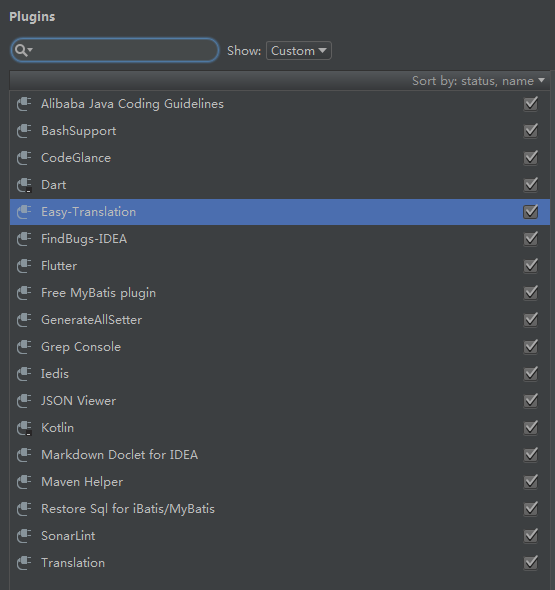 Plugins
Show: Custom
Sort by: status, name
Alibaba Java Coding Guidelines
BashSupport
CodeGlance
Dart
Easy-Translation
FindBugs-IDEA
Flutter
Free MyBatis plugin
GenerateAllSetter
Grep Console
Iedis
JSON Viewer
Kotlin
Markdown Doclet for IDEA
Maven Helper
Restore Sql for iBatis/MyBatis
SonarLint
Translation